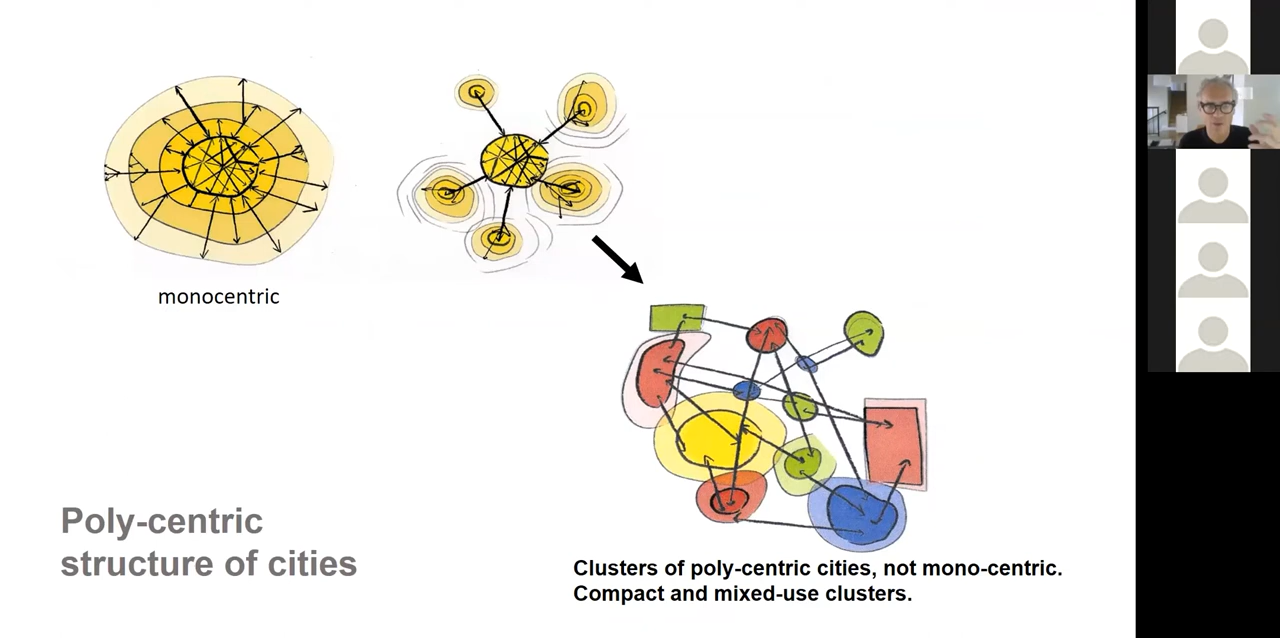 monocentric
Poly-centric
structure of cities
Clusters of poly-centric cities, not mono-centric.
Compact and mixed-use clusters.